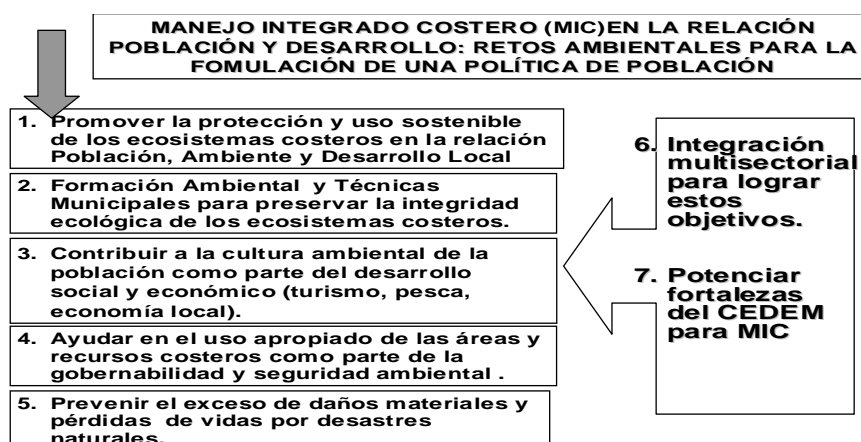 MANEJO INTEGRADO COSTERO (MIC)EN LA RELACIÓN
POBLACIÓN Y DESARROLLO: RETOS AMBIENTALES PARA LA
FOMULACIÓN DE UNA POLÍTICA DE POBLACIÓN
1. Promover la protección y uso sostenible
de los ecosistemas costeros en la relación
Población, Ambiente y Desarrollo Local
2. Formación Ambiental y Técnicas
Municipales para preservar la integridad
ecológica de los ecosistemas costeros.
3. Contribuir a la cultura ambiental de la
población como parte del desarrollo
social y económico (turismo, pesca,
economía local).
4. Ayudar en el uso apropiado de las áreas y
recursos costeros como parte de la
gobernabilidad y seguridad ambiental .
5. Prevenir el exceso de daños materiales y
pérdidas de vidas por desastres
naturales.
6. Integración
multisectorial
para lograr
estos
objetivos.
7. Potenciar
fortalezas
del CEDEM
para MIC